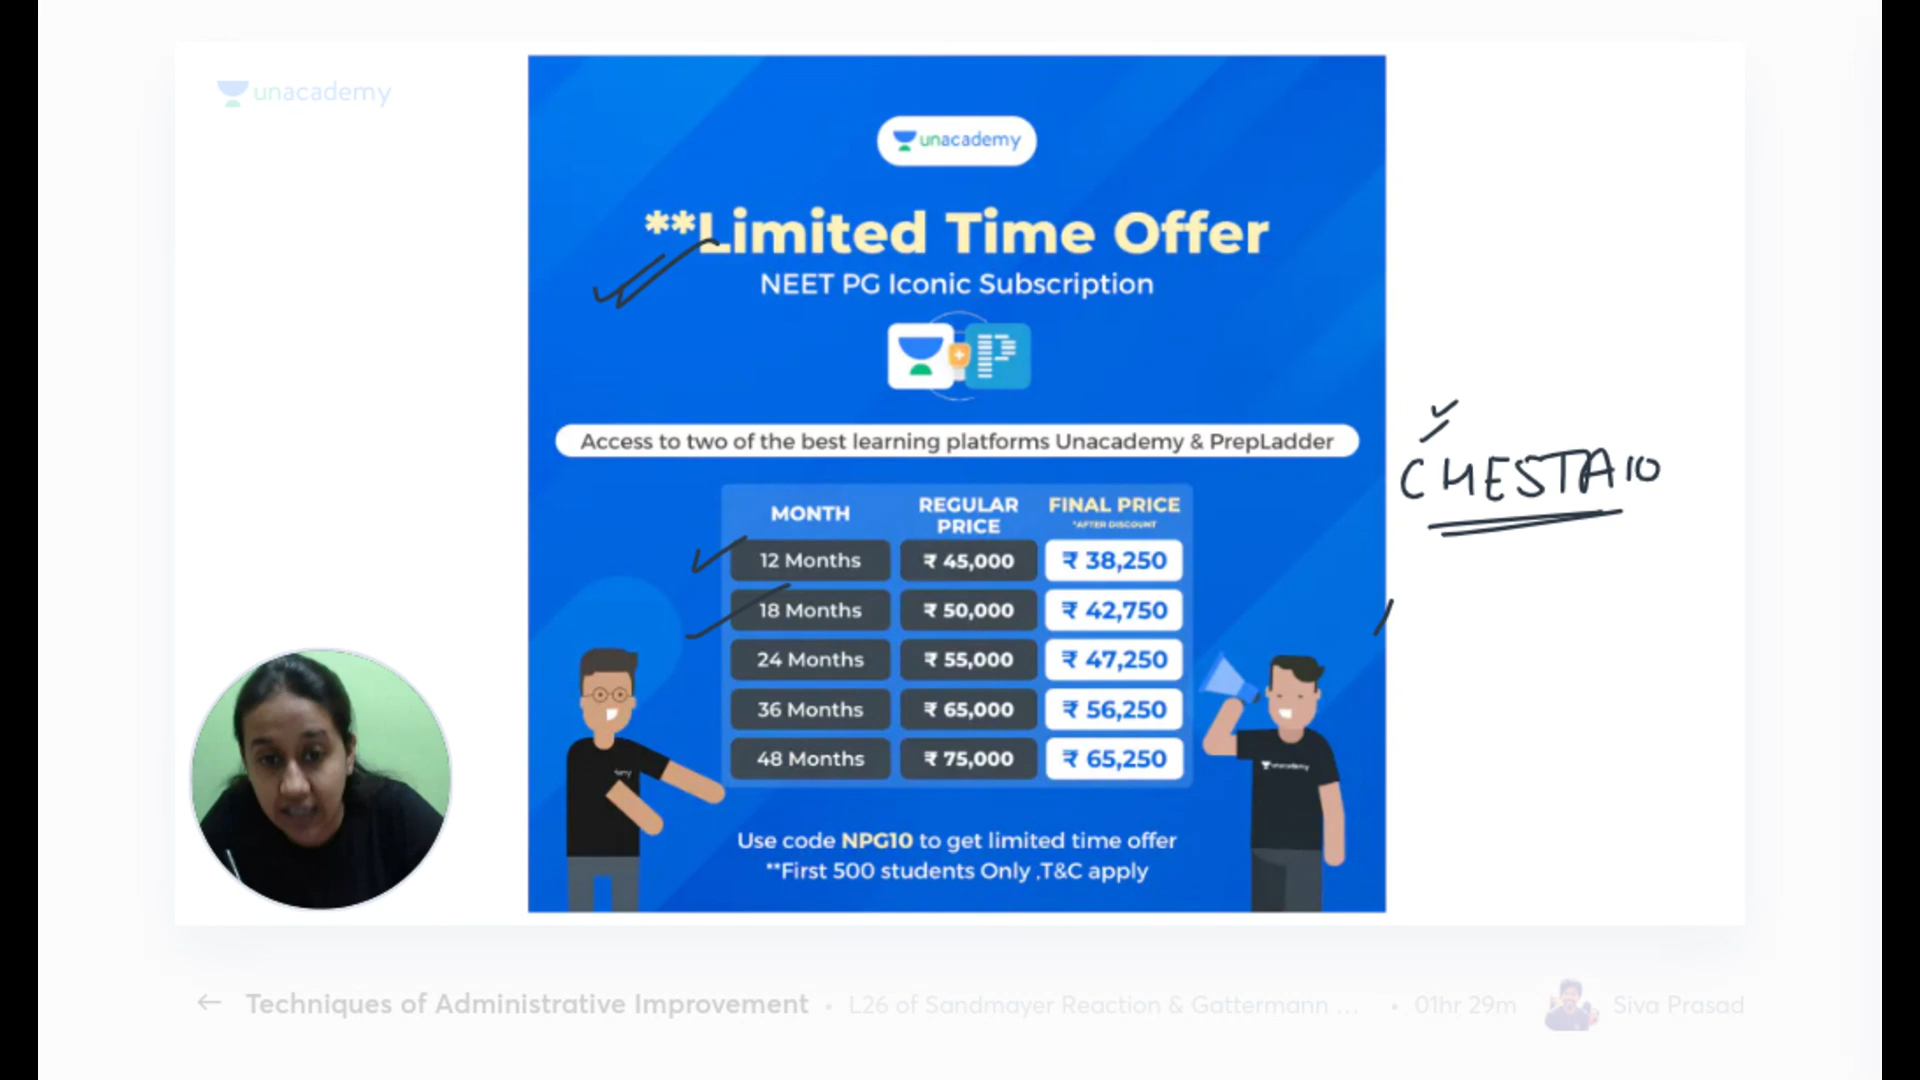 unacademy
unacademy
**Limited Time Offer
NEET PG Iconic Subscription
Access to two of the best learning platforms Unacademy & PrepLadder
MONTH REGULAR PRICE FINAL PRICE
*AFTER DISCOUNT
12 Months ₹ 45,000 ₹ 38,250
18 Months ₹ 50,000 ₹ 42,750
24 Months ₹ 55,000 ₹ 47,250
36 Months ₹ 65,000 ₹ 56,250
48 Months ₹ 75,000 ₹ 65,250
CHESTA10
unacademy
Use code NPG10 to get limited time offer
**First 500 students Only ,T&C apply
← Techniques of Administrative Improvement • L26 of Sandmayer Reaction & Gattermann ... • 01hr 29m Siva Prasad